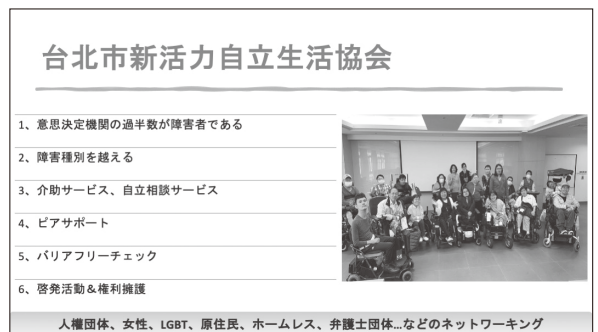 台北市新活力自立生活協会
1、意思決定機関の過半数が障害者である
2、障害種別を越える
3、介助サービス、自立相談サービス
4、ピアサポート
5、バリアフリーチェック
6、啓発活動&権利擁護
人權団体、女性、LGBT、原住民、ホームレス、弁護士団体…などのネットワーキング